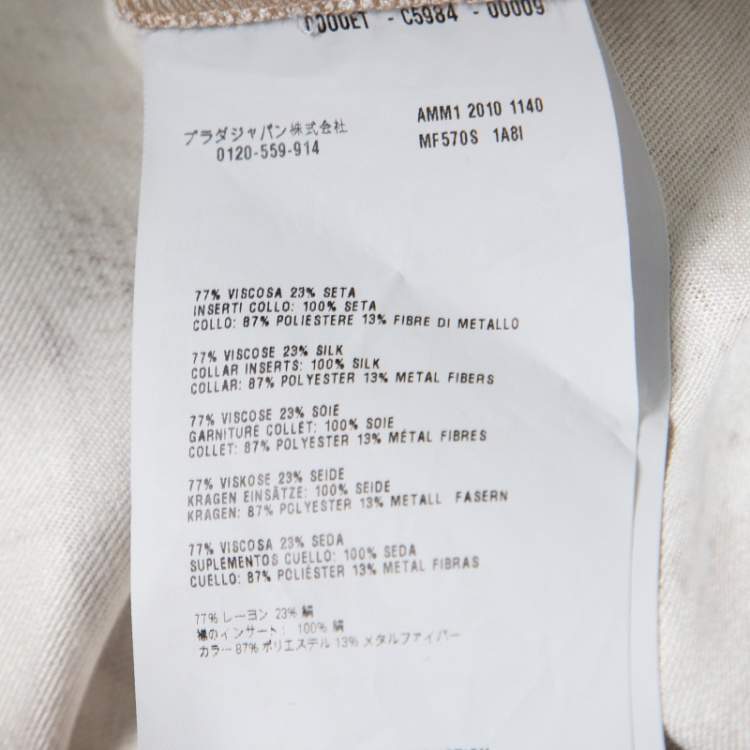 - C5984 - 00009
AMM1 2010 1140
MF570S 1A8I
プラダジャパン株式会社
0120-559-914
77% VISCOSA 23% SETA
INSERTI COLLO: 100% SETA
COLLO: 87% POLIESTERE 13% FIBRE DI METALLO
77% VISCOSE 23% SILK
COLLAR INSERTS: 100% SILK
COLLAR: 87% POLYESTER 13% METAL FIBERS
77% VISCOSE 23% SOIE
GARNITURE COLLET: 100% SOIE
COLLET: 87% POLYESTER 13% MÉTAL FIBRES
77% VISKOSE 23% SEIDE
KRAGEN EINSÄTZE: 100% SEIDE
KRAGEN: 87% POLYESTER 13% METALL FASERN
77% VISCOSA 23% SEDA
SUPLEMENTOS CUELLO: 100% SEDA
CUELLO: 87% POLIÉSTER 13% METAL FIBRAS
77% レーヨン 23% 絹
襟のインサート: 100% 絹
カラー 87% ポリエステル 13% メタルファイバー